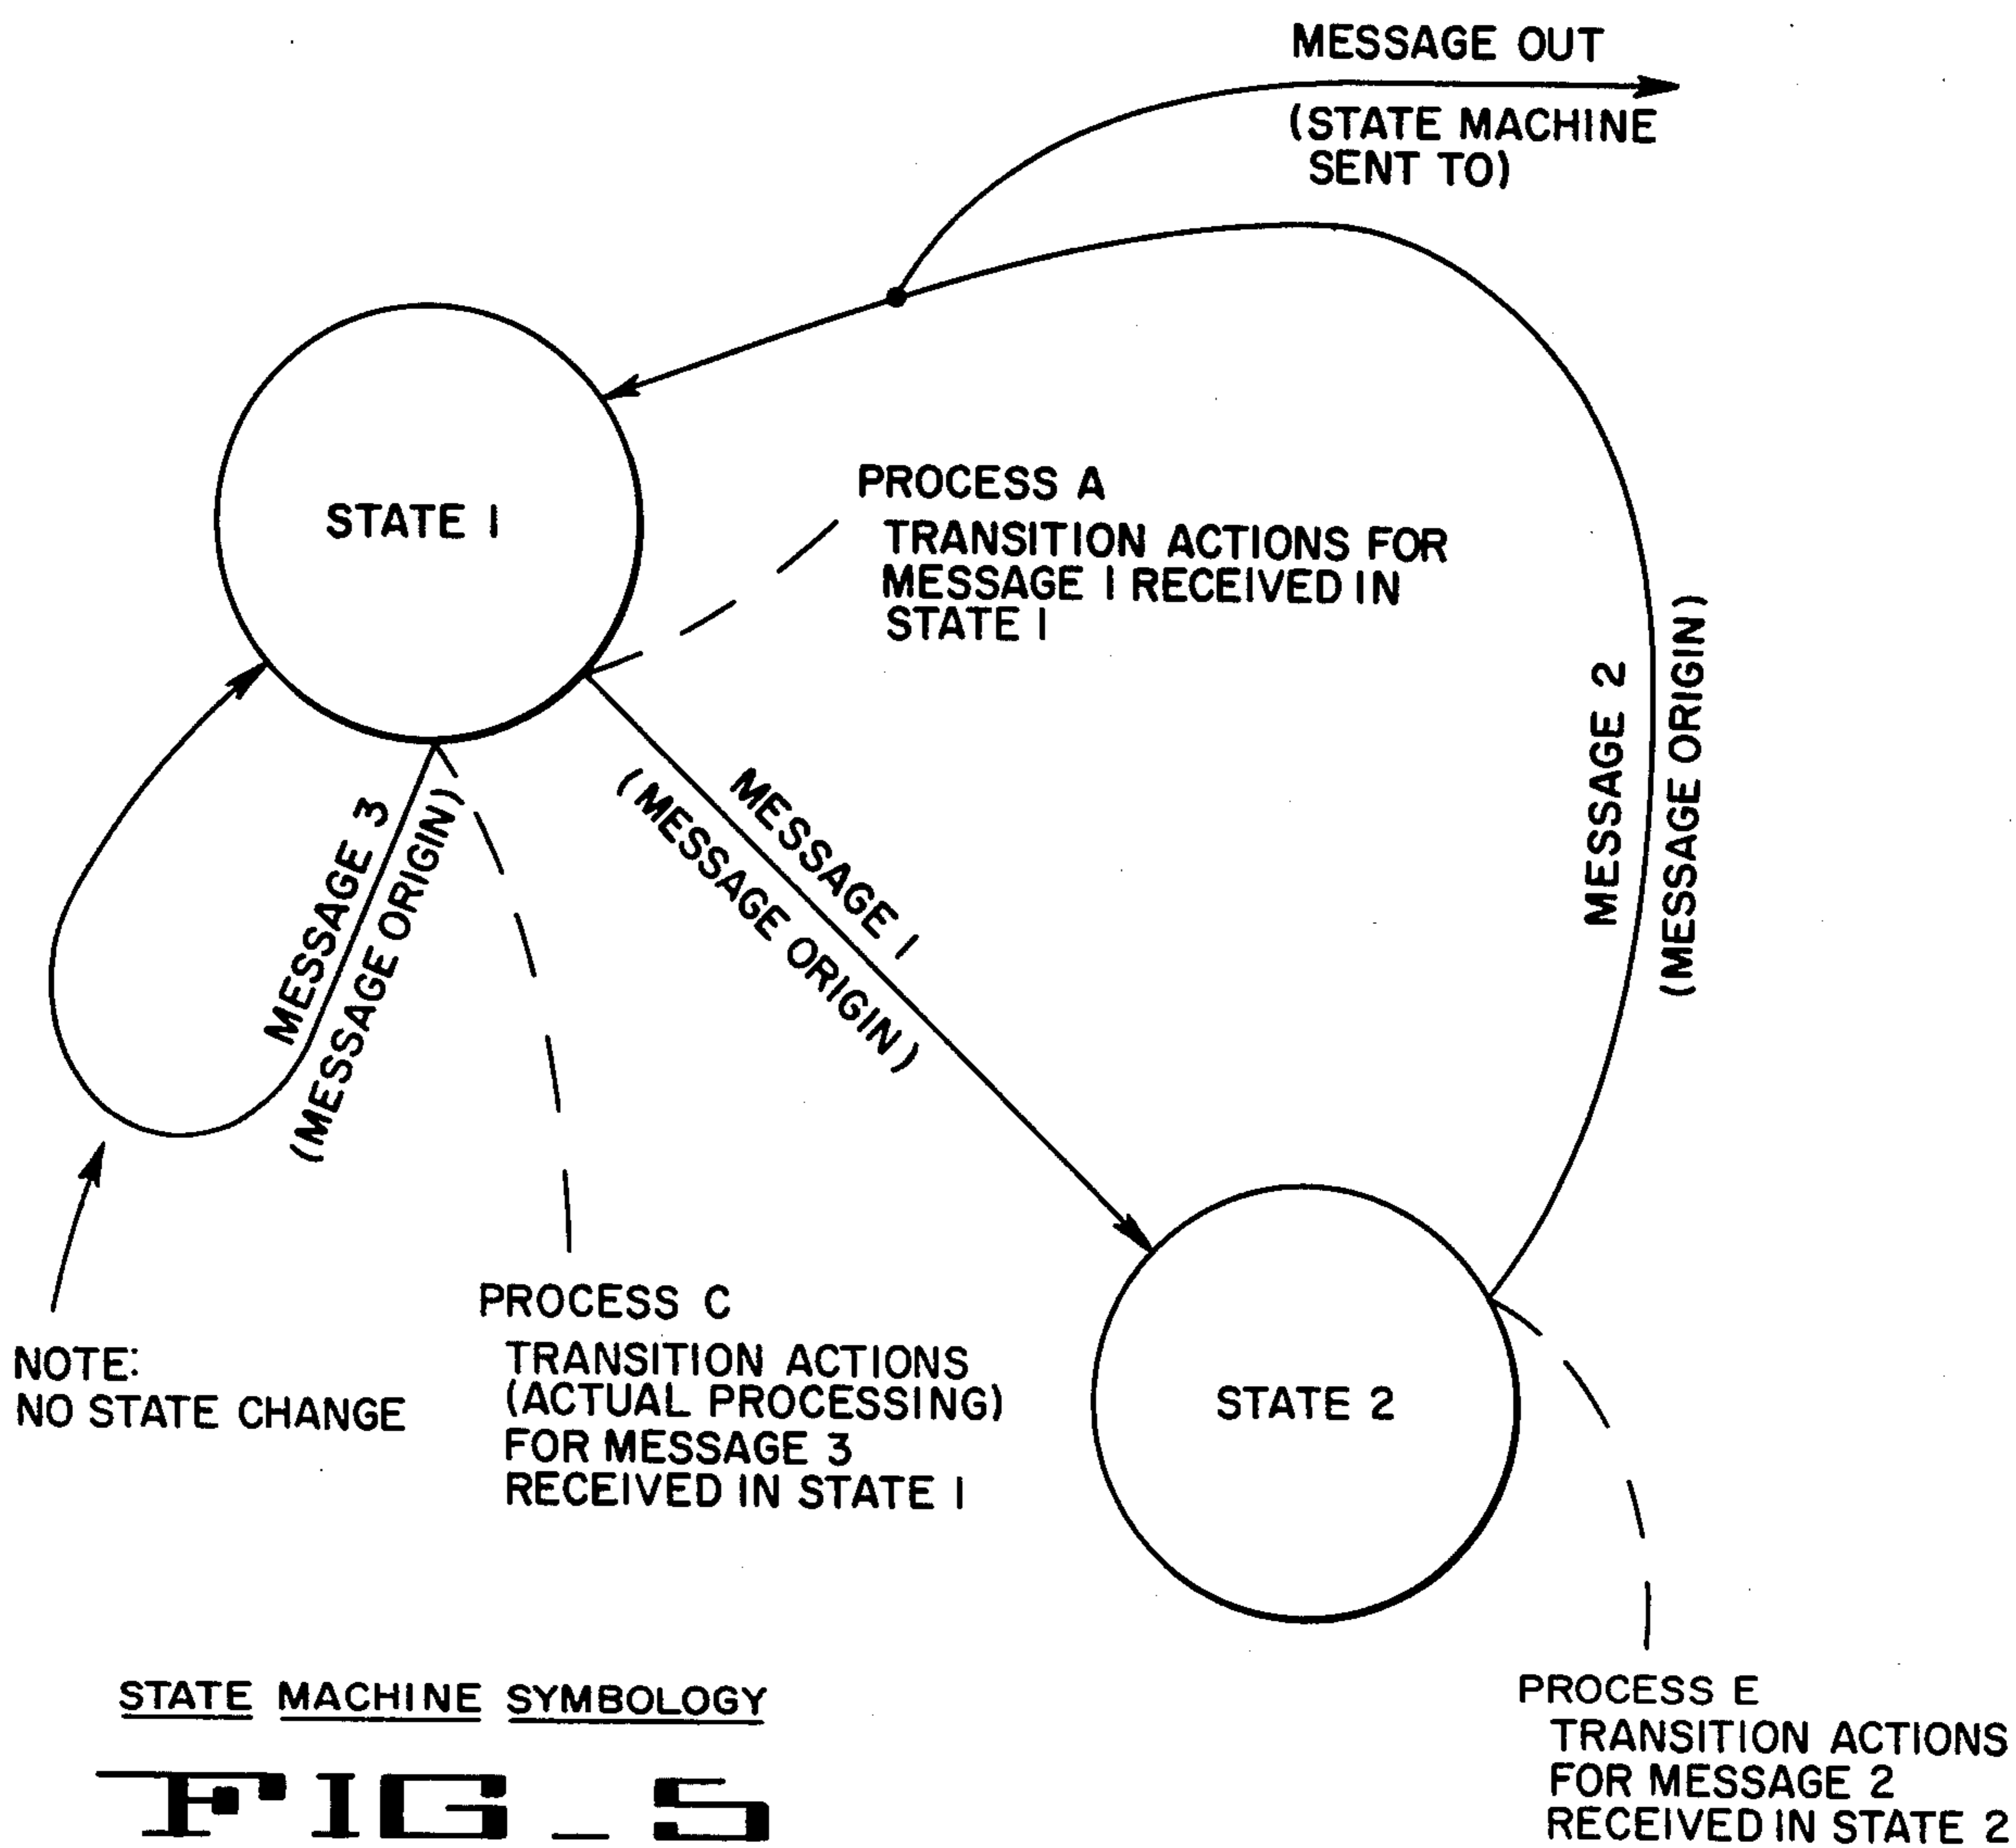 MESSAGE OUT
(STATE MACHINE
SENT TO)
STATE 1
PROCESS A
TRANSITION ACTIONS FOR
MESSAGE 1 RECEIVED IN
STATE 1
MESSAGE 3
(MESSAGE ORIGIN)
MESSAGE 1
(MESSAGE ORIGIN)
MESSAGE 2
(MESSAGE ORIGIN)
NOTE:
NO STATE CHANGE
PROCESS C
TRANSITION ACTIONS
(ACTUAL PROCESSING)
FOR MESSAGE 3
RECEIVED IN STATE 1
STATE 2
PROCESS E
TRANSITION ACTIONS
FOR MESSAGE 2
RECEIVED IN STATE 2
STATE MACHINE SYMBOLOGY
FIG_5